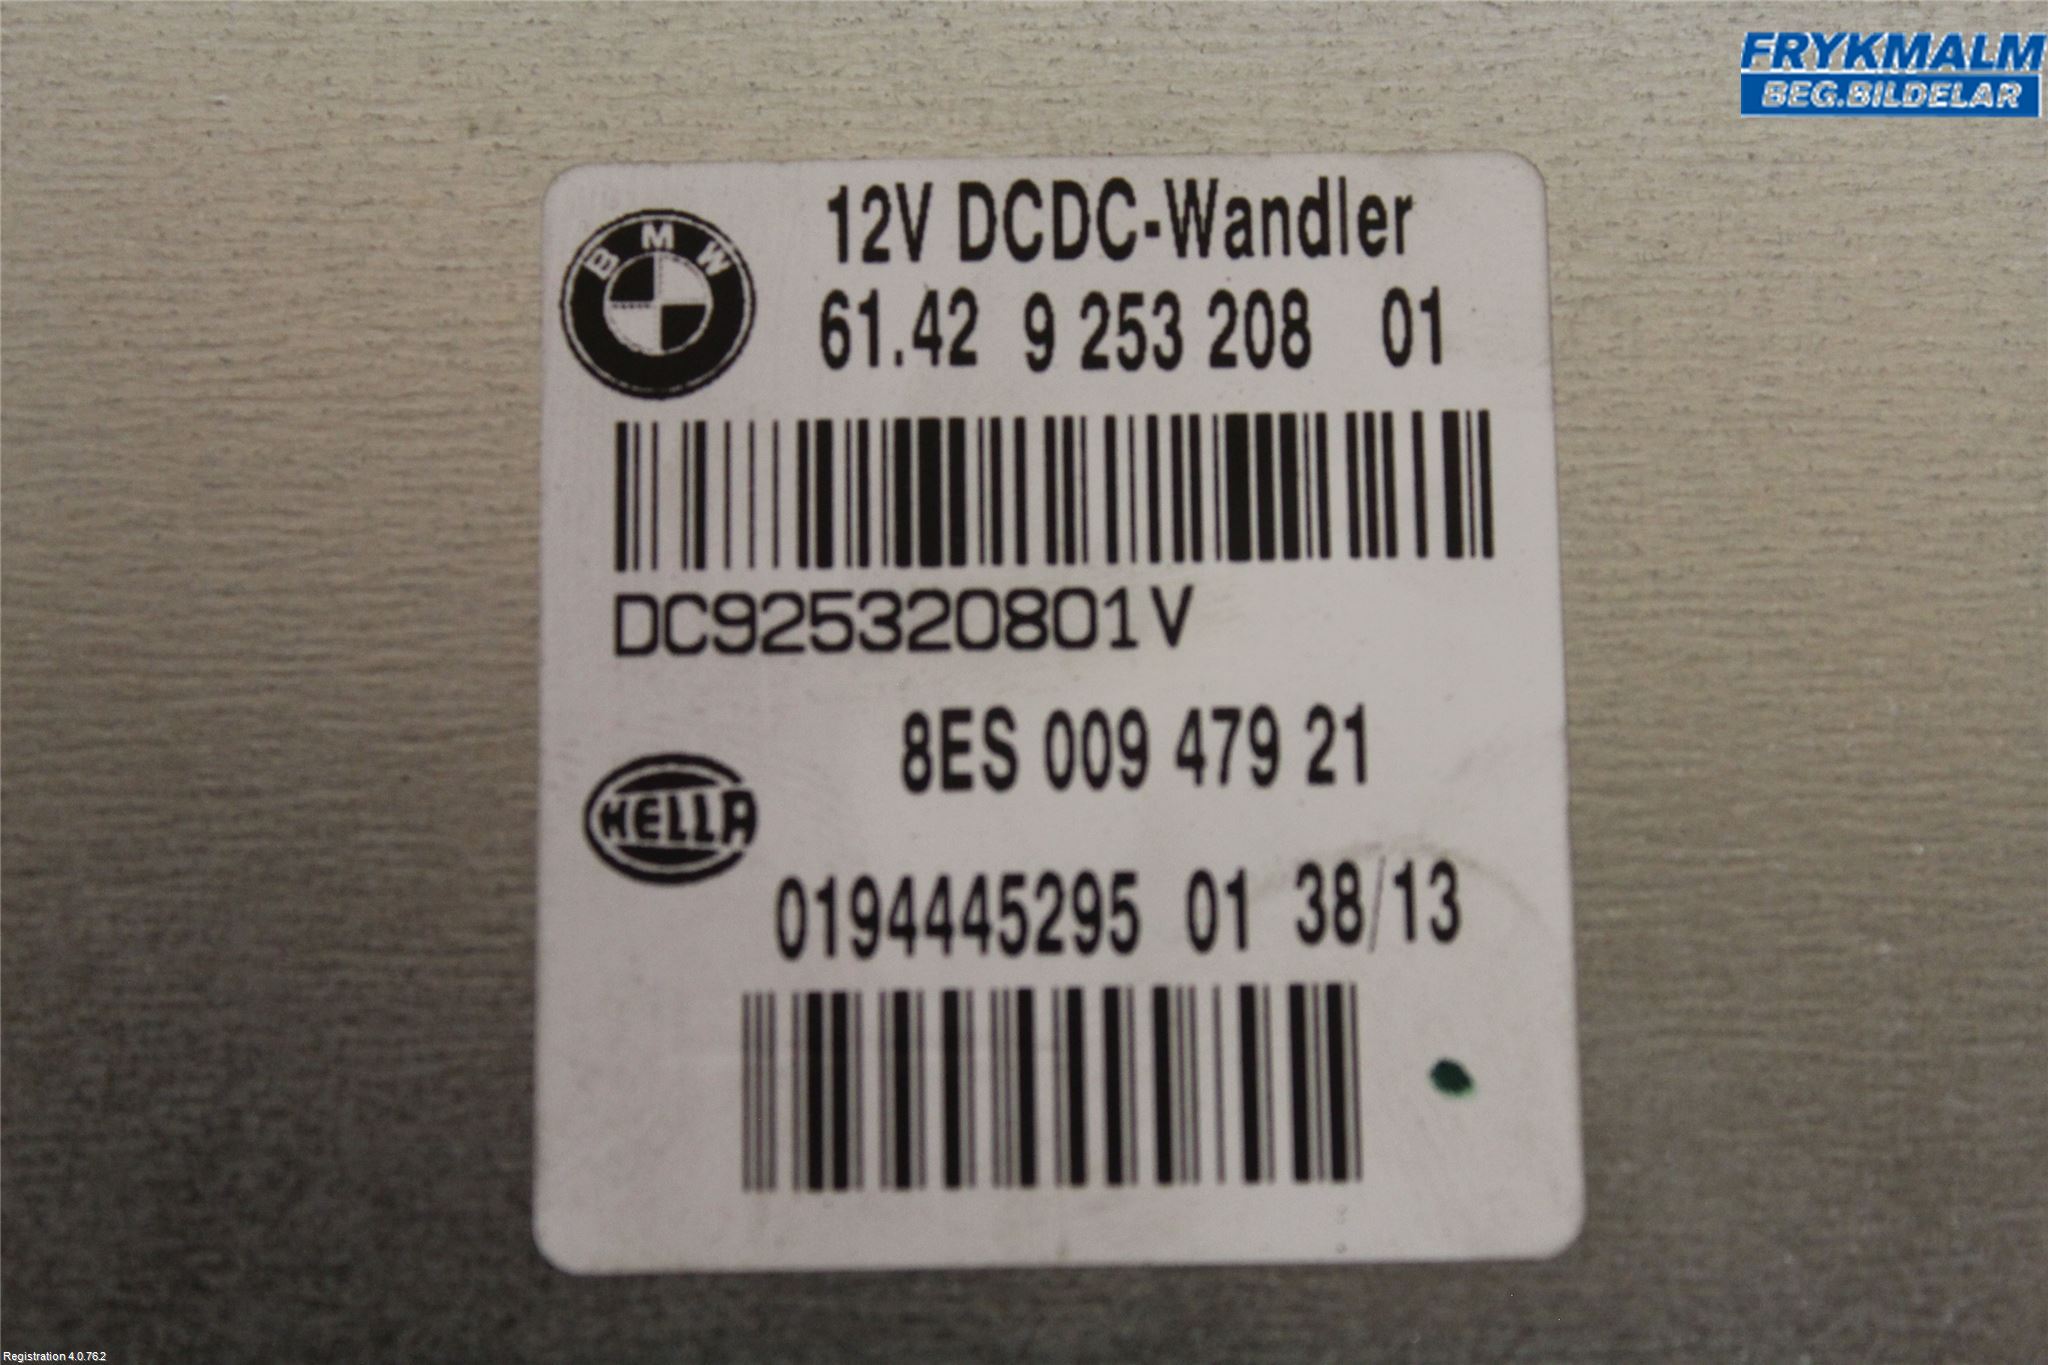 FRYKMALM
BEG.BILDELAR
BMW
12V DCDC-Wandler
61.42 9 253 208 01
DC925320801V
8ES 009 479 21
HELLA
0194445295 01 38/13
Registration 4.0.76.2